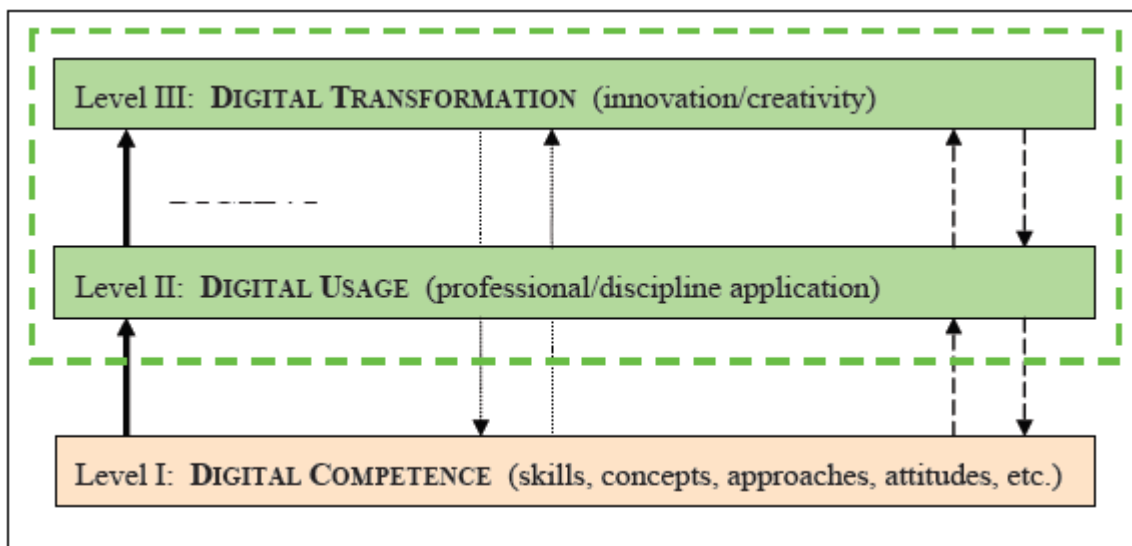 Level III: DIGITAL TRANSFORMATION (innovation/creativity)
Level II: DIGITAL USAGE (professional/discipline application)
Level I: DIGITAL COMPETENCE (skills, concepts, approaches, attitudes, etc.)